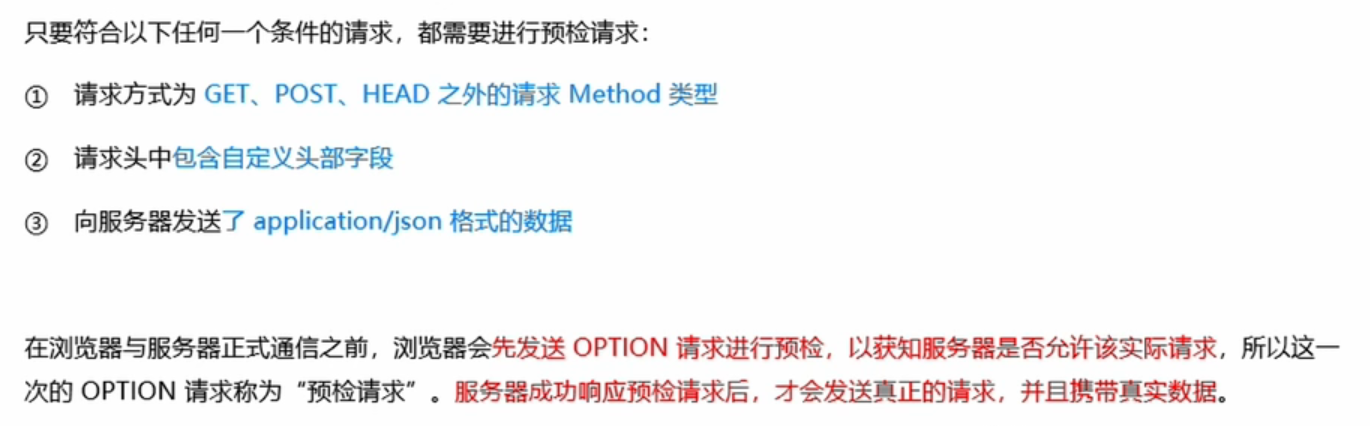 只要符合以下任何一个条件的请求，都需要进行预检请求：
① 请求方式为 GET、POST、HEAD 之外的请求 Method 类型
② 请求头中包含自定义头部字段
③ 向服务器发送了 application/json 格式的数据
在浏览器与服务器正式通信之前，浏览器会先发送 OPTION 请求进行预检，以获知服务器是否允许该实际请求，所以这一
次的 OPTION 请求称为“预检请求”。服务器成功响应预检请求后，才会发送真正的请求，并且携带真实数据。